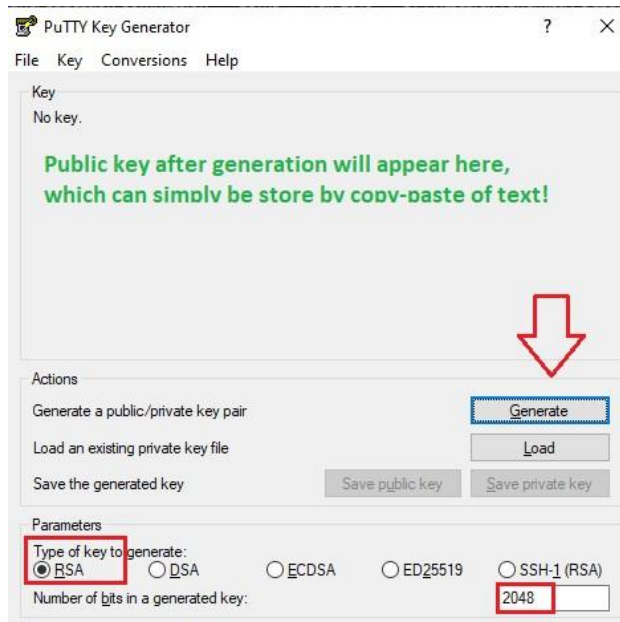 PuTTY Key Generator ? X
File Key Conversions Help
Key
No key.
Public key after generation will appear here,
which can simply be store by copy-paste of text!
Actions
Generate a public/private key pair Generate
Load an existing private key file Load
Save the generated key Save public key Save private key
Parameters
Type of key to generate:
RSA DSA ECDSA ED25519 SSH-1 (RSA)
Number of bits in a generated key: 2048